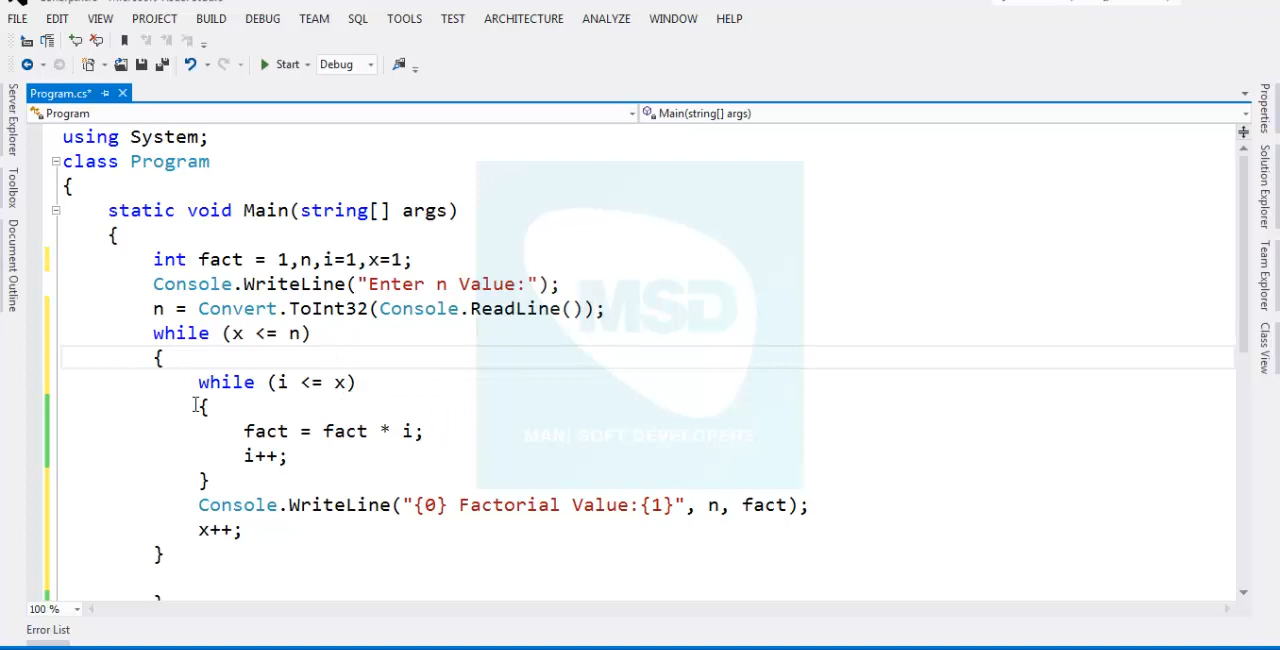 FILE EDIT VIEW PROJECT BUILD DEBUG TEAM SQL TOOLS TEST ARCHITECTURE ANALYZE WINDOW HELP
Start Debug
Program.cs*
Program Main(string[] args)
using System;
class Program
{
static void Main(string[] args)
{
int fact = 1,n,i=1,x=1;
Console.WriteLine("Enter n Value:");
n = Convert.ToInt32(Console.ReadLine());
while (x <= n)
{
while (i <= x)
{
fact = fact * i;
i++;
}
Console.WriteLine("{0} Factorial Value:{1}", n, fact);
x++;
}
100 %
Error List
Server Explorer
Toolbox
Document Outline
Properties
Solution Explorer
Team Explorer
Class View
MSD
MANI SOFT DEVELOPERS